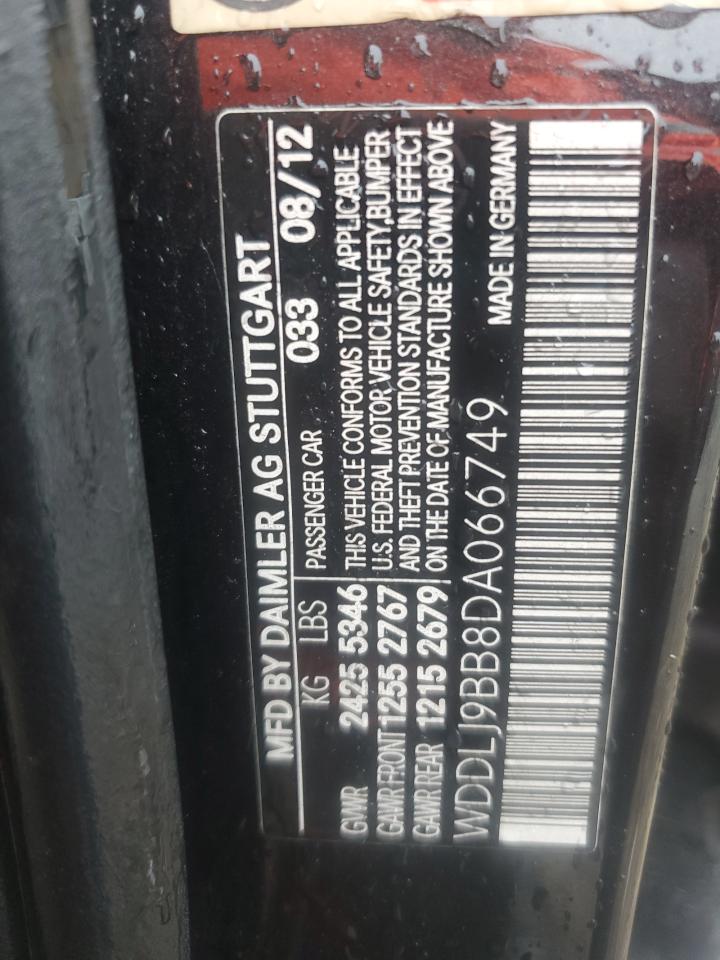 MFD BY DAIMLER AG STUTTGART
KG LBS PASSENGER CAR 033 08/12
GVWR 2425 5346 THIS VEHICLE CONFORMS TO ALL APPLICABLE
GAWR FRONT 1255 2767 U.S. FEDERAL MOTOR VEHICLE SAFETY,BUMPER
GAWR REAR 1215 2679 AND THEFT PREVENTION STANDARDS IN EFFECT
ON THE DATE OF MANUFACTURE SHOWN ABOVE
WDDLJ9BB8DA066749 MADE IN GERMANY